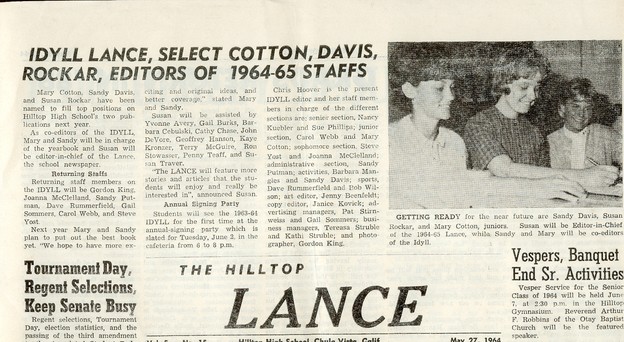 IDYLL LANCE, SELECT COTTON, DAVIS,
ROCKAR, EDITORS OF 1964-65 STAFFS
Mary Cotton, Sandy Davis,
and Susan Rockar have been
named to fill top positions on
Hilltop High School's two pub-
lications next year.
As co-editors of the IDYLL,
Mary and Sandy will be in charge
of the yearbook and Susan will
be editor-in-chief of the Lance,
the school newspaper.
Returning Staffs
Returning staff members on
the IDYLL will be Gordon King,
Joanna McClelland, Sandy Put-
man, Dave Rummerfield, Gail
Sommers, Carol Webb, and Steve
Yost
Next year Mary and Sandy
plan to put out the best book
yet. "We hope to have more ex-
citing and original ideas, and
better coverage," stated Mary
and Sandy.
Susan will be assisted by
Yvonne Avery, Gail Burks, Bar-
bara Cebulski, Cathy Chase, John
DeVore, Geoffrey Hanson, Kaye
Kronzer, Terry McGuire, Ron
Stowasser, Penny Teaff, and Su-
san Traver.
"The LANCE will feature more
stories and articles that the stu-
dents will enjoy and really be
interested in", announced Susan.
Annual Signing Party
Students will see the 1963-64
IDYLL for the first time at the
annual-signing party which is
slated for Tuesday, June 2, in the
cafeteria from 6 to 8 p.m.
Chris Hoover is the present
IDYLL editor and her staff mem-
bers in charge of the different
sections are: senior section, Nancy
Kuebler and Sue Phillips; junior
section, Carol Webb and Mary
Cotton; sophomore section, Steve
Yost and Joanna McClelland;
administrative section, Sandy
Putman; activities, Barbara Man-
gies and Sandy Davis; sports,
Dave Rummerfield and Bob Wil-
son; art editor, Jenny
copy editor, Janice Kovick; ad-
vertising managers, Pat Stur-
gess and Gail Sommers; busi-
ness managers, Teressa Struble
and Kathi Struble; and photo-
grapher, Gordon King.
GETTING READY for the near future are Sandy Davis, Susan
Rockar, and Mary Cotton, juniors. Susan will be Editor-in-Chief
of the 1964-65 Lance, while Sandy and Mary will be co-editors
of the Idyll.
Tournament Day,
Regent Selections,
Keep Senate Busy
Regent selections, Tournament
Day, election statistics, and the
passing of the third amendment
THE HILLTOP
LANCE
Hilltop High School, Chula Vista, Calif. May 27, 1964
Vespers, Banquet
End Sr. Activities
Vesper Service for the Senior
Class of 1964 will be held June
7, at 2:30 p.m. in the Hilltop
Gymnasium. Reverend Arthur
F. Robbins of the Otay Baptist
Church will be the featured
speaker.